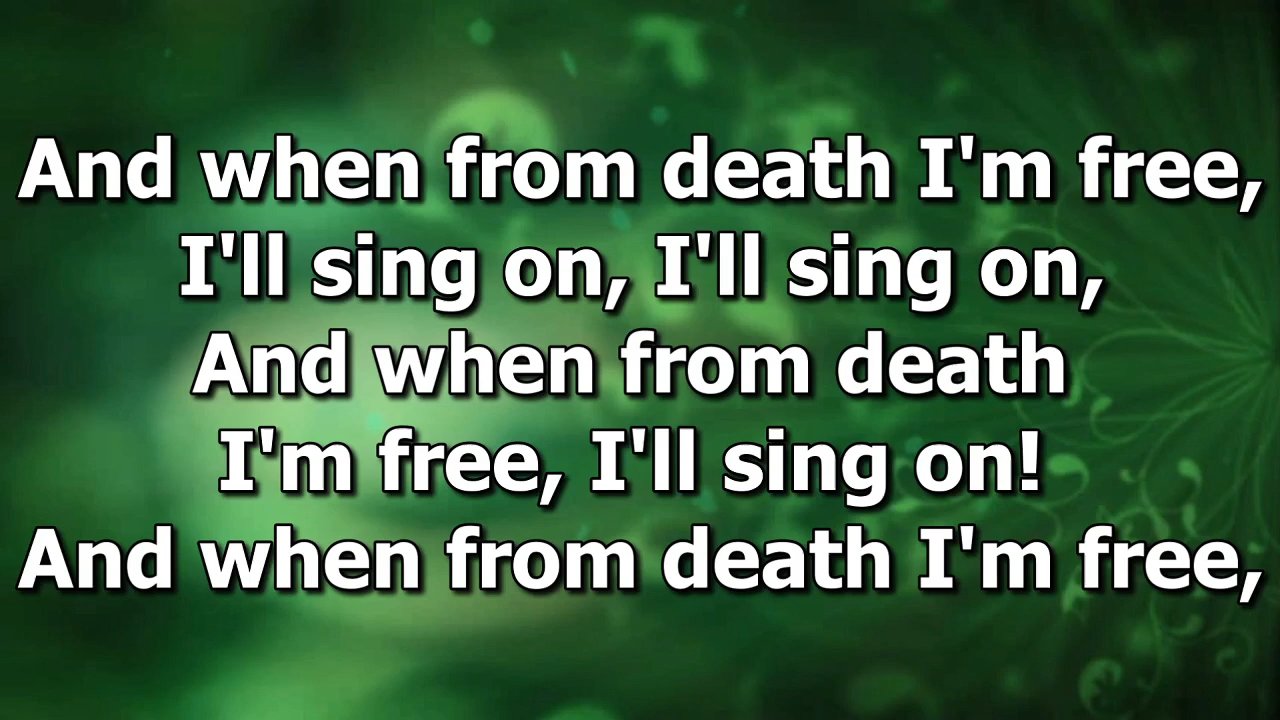 And when from death I'm free,
I'll sing on, I'll sing on,
And when from death
I'm free, I'll sing on!
And when from death I'm free,